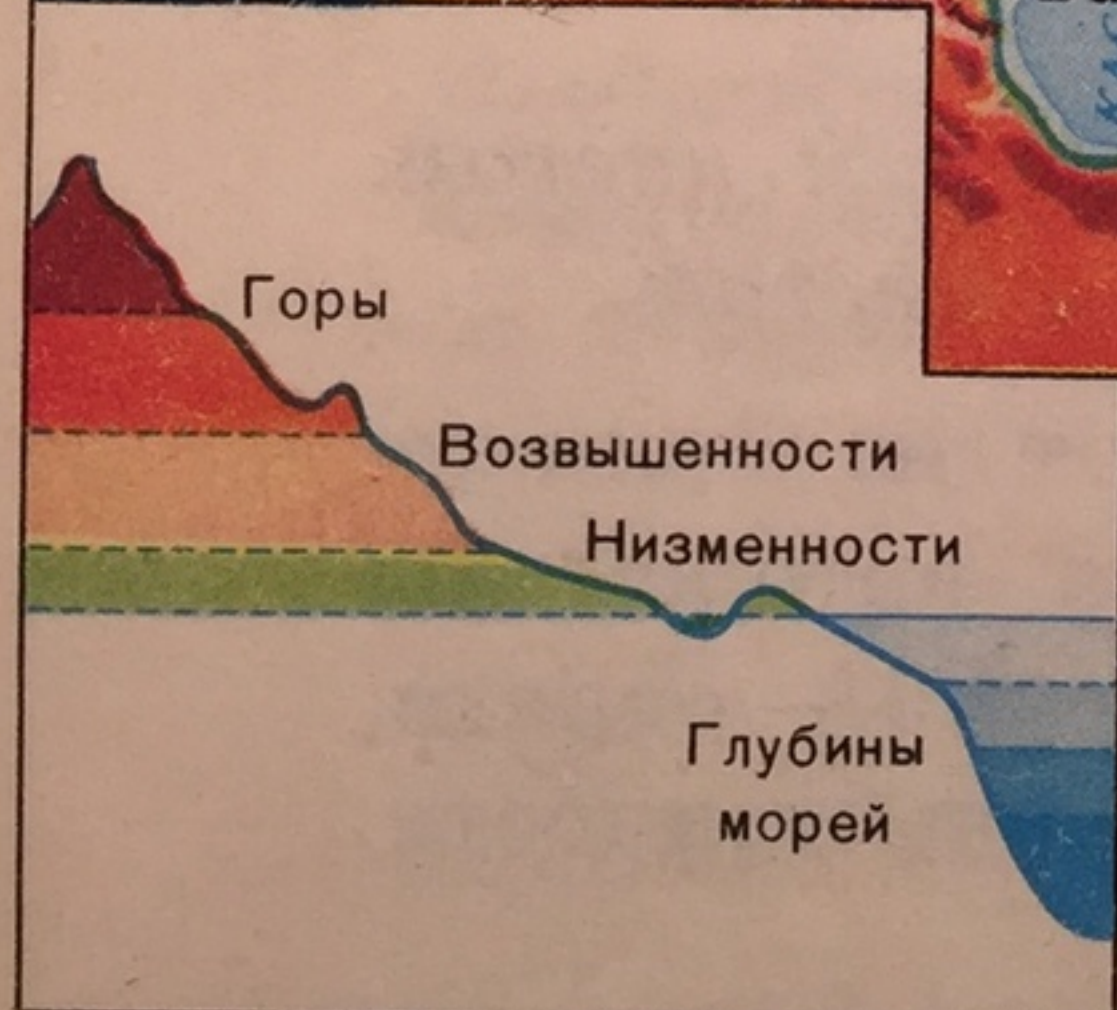 Горы
Возвышенности
Низменности
Глубины
морей